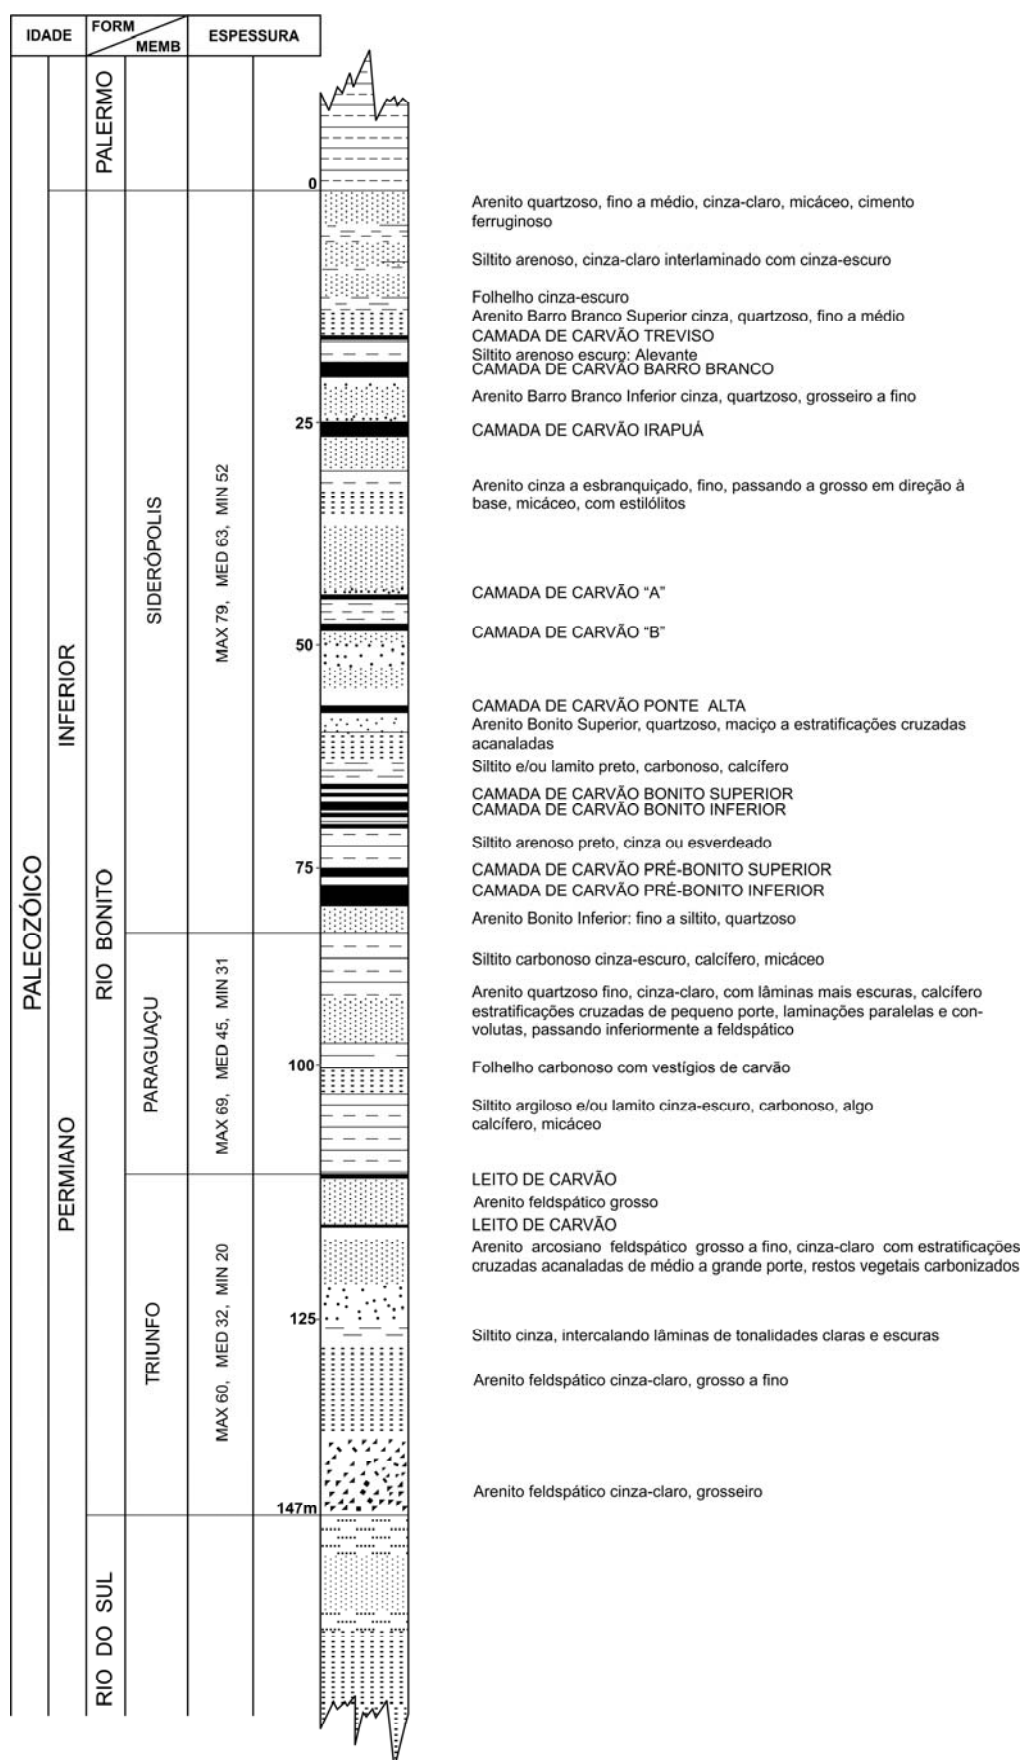 IDADE
FORM
MEMB
ESPESSURA
PALEOZÓICO
PERMIANO
INFERIOR
PALERMO
RIO BONITO
RIO DO SUL
SIDERÓPOLIS
PARAGUAÇU
TRIUNFO
MAX 79, MED 63, MIN 52
MAX 69, MED 45, MIN 31
MAX 60, MED 32, MIN 20
0
25
50
75
100
125
147m
Arenito quartzoso, fino a médio, cinza-claro, micáceo, cimento
ferruginoso
Siltito arenoso, cinza-claro interlaminado com cinza-escuro
Folhelho cinza-escuro
Arenito Barro Branco Superior cinza, quartzoso, fino a médio
CAMADA DE CARVÃO TREVISO
Siltito arenoso escuro: Alevante
CAMADA DE CARVÃO BARRO BRANCO
Arenito Barro Branco Inferior cinza, quartzoso, grosseiro a fino
CAMADA DE CARVÃO IRAPUÁ
Arenito cinza a esbranquiçado, fino, passando a grosso em direção à
base, micáceo, com estilólitos
CAMADA DE CARVÃO “A”
CAMADA DE CARVÃO “B”
CAMADA DE CARVÃO PONTE ALTA
Arenito Bonito Superior, quartzoso, maciço a estratificações cruzadas
acanaladas
Siltito e/ou lamito preto, carbonoso, calcífero
CAMADA DE CARVÃO BONITO SUPERIOR
CAMADA DE CARVÃO BONITO INFERIOR
Siltito arenoso preto, cinza ou esverdeado
CAMADA DE CARVÃO PRÉ-BONITO SUPERIOR
CAMADA DE CARVÃO PRÉ-BONITO INFERIOR
Arenito Bonito Inferior: fino a siltito, quartzoso
Siltito carbonoso cinza-escuro, calcífero, micáceo
Arenito quartzoso fino, cinza-claro, com lâminas mais escuras, calcífero
estratificações cruzadas de pequeno porte, laminações paralelas e con-
volutas, passando inferiormente a feldspático
Folhelho carbonoso com vestígios de carvão
Siltito argiloso e/ou lamito cinza-escuro, carbonoso, algo
calcífero, micáceo
LEITO DE CARVÃO
Arenito feldspático grosso
LEITO DE CARVÃO
Arenito arcosiano feldspático grosso a fino, cinza-claro com estratificações
cruzadas acanaladas de médio a grande porte, restos vegetais carbonizados
Siltito cinza, intercalando lâminas de tonalidades claras e escuras
Arenito feldspático cinza-claro, grosso a fino
Arenito feldspático cinza-claro, grosseiro